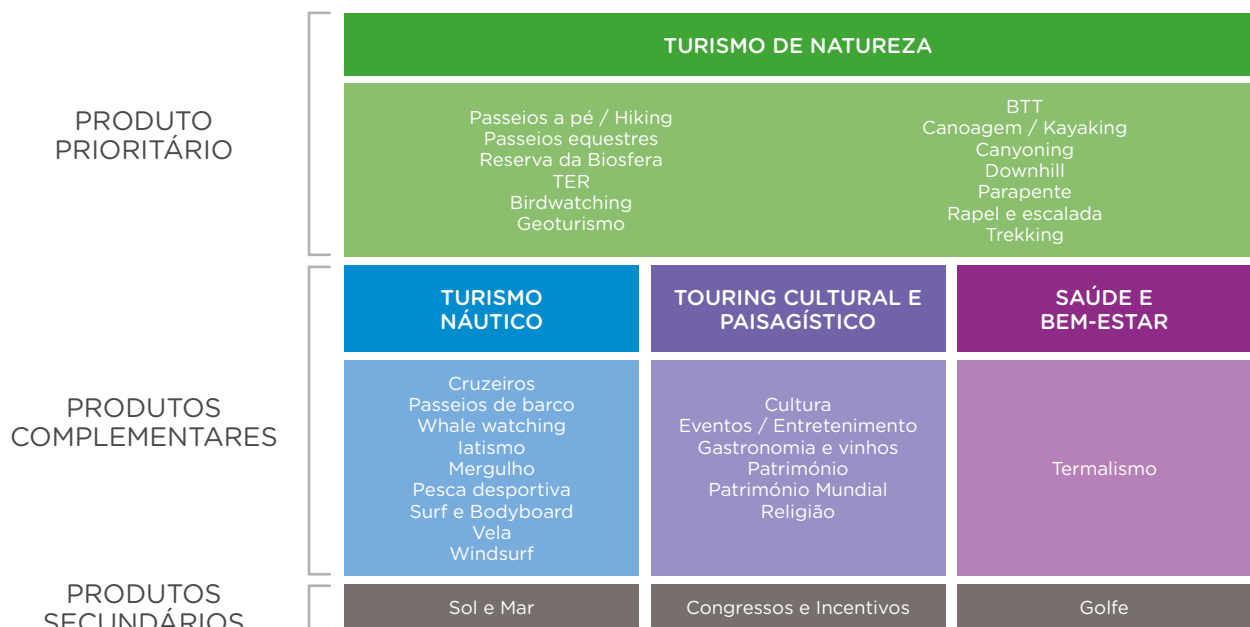 PRODUTO
PRIORITÁRIO
TURISMO DE NATUREZA
Passeios a pé / Hiking
Passeios equestres
Reserva da Biosfera
TER
Birdwatching
Geoturismo
BTT
Canoagem / Kayaking
Canyoning
Downhill
Parapente
Rapel e escalada
Trekking
PRODUTOS
COMPLEMENTARES
TURISMO
NÁUTICO
Cruzeiros
Passeios de barco
Whale watching
Iatismo
Mergulho
Pesca desportiva
Surf e Bodyboard
Vela
Windsurf
TOURING CULTURAL E
PAISAGÍSTICO
Cultura
Eventos / Entretenimento
Gastronomia e vinhos
Património
Património Mundial
Religião
SAÚDE E
BEM-ESTAR
Termalismo
PRODUTOS
SECUNDÁRIOS
Sol e Mar
Congressos e Incentivos
Golfe